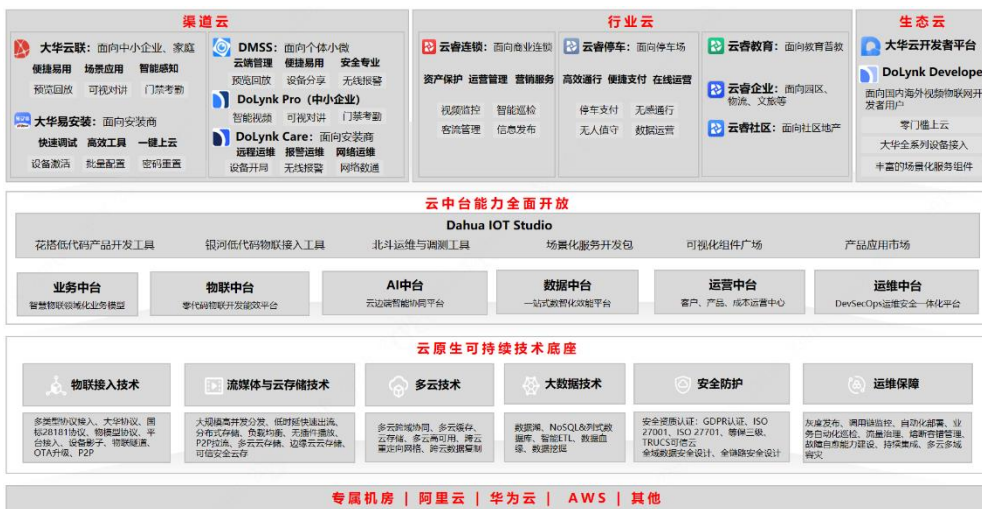 渠道云
大华云联：面向中小企业、家庭
便捷易用 场景应用 智能感知
预览回放 可视对讲 门禁考勤
大华易安装：面向安装商
快速调试 高效工具 一键上云
设备激活 批量配置 密码重置
DMSS：面向个体小微
云端管理 便捷易用 安全专业
预览回放 设备分享 无线报警
DoLynk Pro（中小企业）
智能视频 可视对讲 门禁考勤
DoLynk Care：面向安装商
远程运维 报警运维 网络运维
设备开局 无线报警 网络数通
行业云
云睿连锁：面向商业连锁
资产保护 运营管理 营销服务
视频监控 智能巡检
客流管理 信息发布
云睿停车：面向停车场
高效通行 便捷支付 在线运营
停车支付 无感通行
无人值守 数据运营
云睿教育：面向教育普教
云睿企业：面向园区、
物流、文旅等
云睿社区：面向社区地产
生态云
大华云开发者平台
DoLynk Develope
面向国内海外视频物联网开
发者用户
零门槛上云
大华全系列设备接入
丰富的场景化服务组件
云中台能力全面开放
Dahua IOT Studio
花搭低代码产品开发工具 银河低代码物联接入工具 北斗运维与调测工具 场景化服务开发包 可视化组件广场 产品应用市场
业务中台
智慧物联领域化业务模型
物联中台
零代码物联开发能效平台
AI中台
云边端智能协同平台
数据中台
一站式数智化效能平台
运营中台
客户、产品、成本运营中心
运维中台
DevSecOps运维安全一体化平台
云原生可持续技术底座
物联接入技术
多类型协议接入、大华协议、国
标28181协议、物模型协议、平
台接入、设备影子、物联隧道、
OTA升级、P2P
流媒体与云存储技术
大规模高并发分发、低时延快速出流、
分布式存储、负载均衡、无插件播放、
P2P拉流、多云云存储、边缘云云存储、
可信安全云存
多云技术
多云跨域协同、多云缓存、
云存储、多云高可用、跨云
重定向网格、跨云数据复制
大数据技术
数据湖、NoSQL&列式数
据库、智能ETL、数据血
缘、数据挖掘
安全防护
安全资质认证：GDPR认证、ISO
27001、ISO 27701、等保三级、
TRUCS可信云
全域数据安全设计、全链路安全设计
运维保障
灰度发布、调用链监控、自动化部署、业
务自动化巡检、流量治理、熔断容错管理、
故障自愈能力建设、持续集成、多云多域
容灾
专属机房 | 阿里云 | 华为云 | AWS | 其他